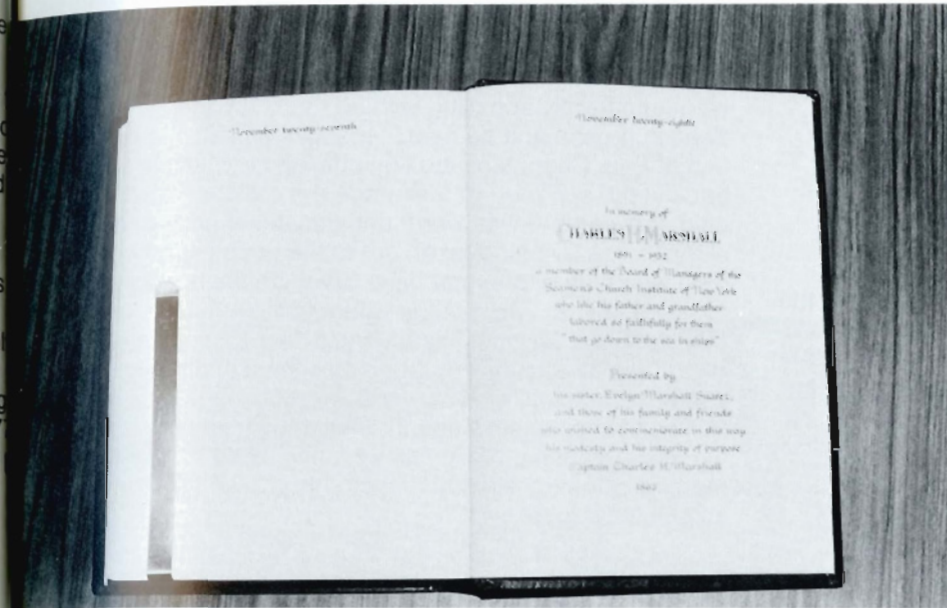 November twenty-seventh
November twenty-eighth
In memory of
CHARLES H. MARSHALL
a member of the Board of Managers of the
Seamen's Church Institute of New York
who like his father and grandfather
labored so faithfully for them
"that go down to the sea in ships"
Presented by
his sister, Evelyn Marshall
and those of his family and friends
who wished to commemorate in this way
his modesty and his integrity of purpose
Captain Charles H. Marshall